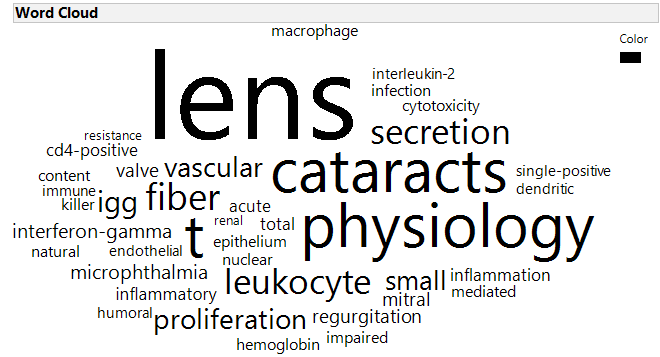 Word Cloud
macrophage
Color
lens
interleukin-2
infection
cytotoxicity
secretion
resistance
cd4-positive
valve
vascular
cataracts
single-positive
dendritic
content
immune
killer
igg
fiber
acute
renal
total
physiology
interferon-gamma
t
epithelium
natural
endothelial
nuclear
microphthalmia
leukocyte
small
inflammation
mediated
inflammatory
mitral
humoral
proliferation
regurgitation
hemoglobin
impaired